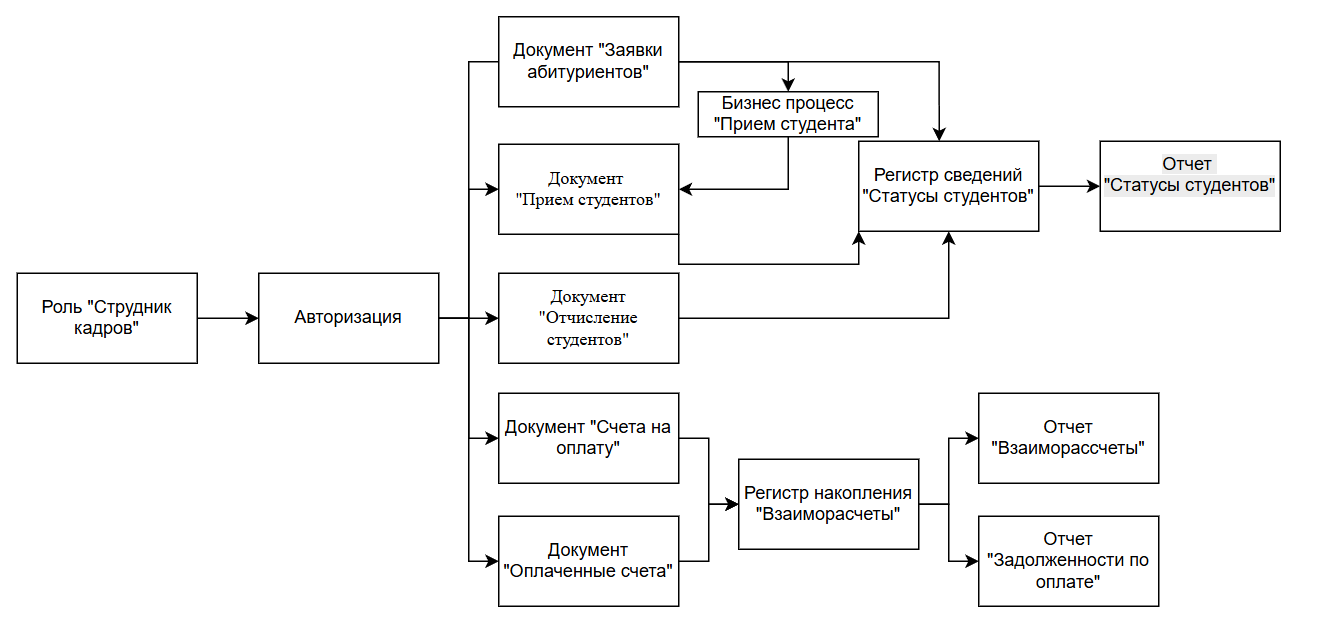 Документ "Заявки
абитуриентов"
Бизнес процесс
"Прием студента"
Документ
"Прием студентов"
Регистр сведений
"Статусы студентов"
Отчет
"Статусы студентов"
Роль "Струдник
кадров"
Авторизация
Документ
"Отчисление
студентов"
Документ "Счета на
оплату"
Отчет
"Взаиморассчеты"
Регистр накопления
"Взаиморасчеты"
Документ
"Оплаченные счета"
Отчет
"Задолженности по
оплате"